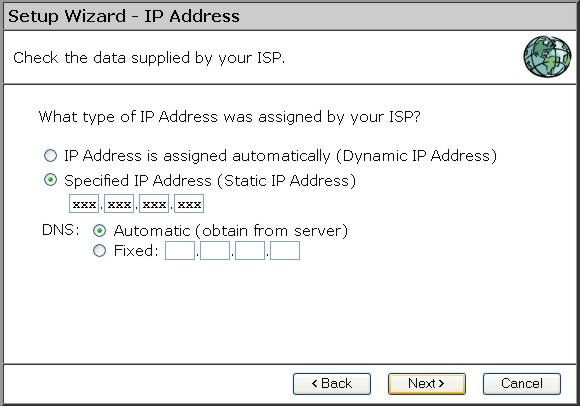 Setup Wizard - IP Address
Check the data supplied by your ISP.
What type of IP Address was assigned by your ISP?
IP Address is assigned automatically (Dynamic IP Address)
Specified IP Address (Static IP Address)
xxx . xxx . xxx . xxx
DNS: Automatic (obtain from server)
Fixed: . . .
< Back Next > Cancel